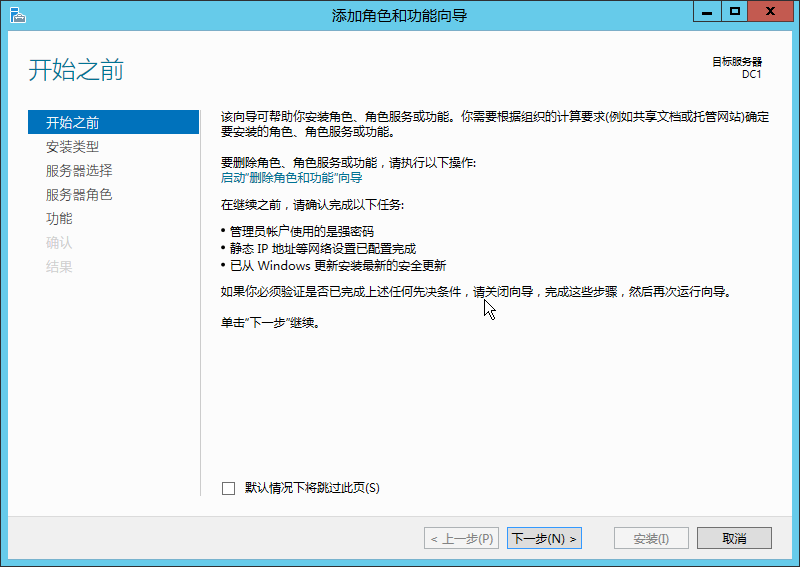 添加角色和功能向导
开始之前
目标服务器
DC1
开始之前
安装类型
服务器选择
服务器角色
功能
确认
结果
该向导可帮助你安装角色、角色服务或功能。你需要根据组织的计算要求(例如共享文档或托管网站)确定
要安装的角色、角色服务或功能。
要删除角色、角色服务或功能，请执行以下操作:
启动"删除角色和功能"向导
在继续之前，请确认完成以下任务:
• 管理员帐户使用的是强密码
• 静态 IP 地址等网络设置已配置完成
• 已从 Windows 更新安装最新的安全更新
如果你必须验证是否已完成上述任何先决条件，请关闭向导，完成这些步骤，然后再次运行向导。
单击"下一步"继续。
默认情况下将跳过此页(S)
< 上一步(P)
下一步(N) >
安装(I)
取消